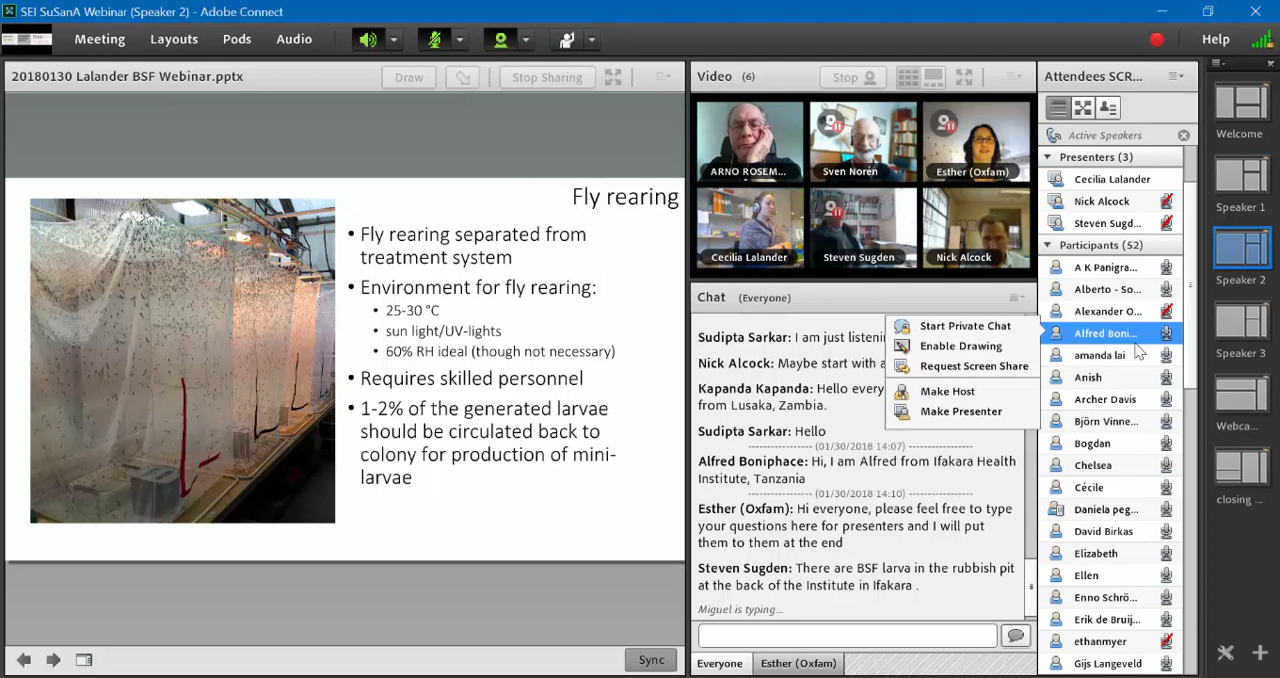 SEI SuSanA Webinar (Speaker 2) - Adobe Connect
Meeting
Layouts
Pods
Audio
Help
20180130 Lalander BSF Webinar.pptx
Draw
Stop Sharing
Fly rearing
• Fly rearing separated from
treatment system
• Environment for fly rearing:
• 25-30 °C
• sun light/UV-lights
• 60% RH ideal (though not necessary)
• Requires skilled personnel
• 1-2% of the generated larvae
should be circulated back to
colony for production of mini-
larvae
Sync
Video (6)
Stop
ARNO ROSEM...
Sven Norén
Esther (Oxfam)
Cecilia Lalander
Steven Sugden
Nick Alcock
Chat (Everyone)
Sudipta Sarkar: I am just listenin
Nick Alcock: Maybe start with a
Kapanda Kapanda: Hello every
from Lusaka, Zambia.
Sudipta Sarkar: Hello
(01/30/2018 14:07)
Alfred Boniphace: Hi, I am Alfred from Ifakara Health
Institute, Tanzania
(01/30/2018 14:10)
Esther (Oxfam): Hi everyone, please feel free to type
your questions here for presenters and I will put
them to them at the end
Steven Sugden: There are BSF larva in the rubbish pit
at the back of the Institute in Ifakara .
Miguel is typing...
Everyone
Esther (Oxfam)
Start Private Chat
Enable Drawing
Request Screen Share
Make Host
Make Presenter
Attendees SCR...
Active Speakers
Presenters (3)
Cecilia Lalander
Nick Alcock
Steven Sugd...
Participants (52)
A K Panigra...
Alberto - So...
Alexander O...
Alfred Boni...
amanda lai
Anish
Archer Davis
Björn Vinne...
Bogdan
Chelsea
Cécile
Daniela peg...
David Birkas
Elizabeth
Ellen
Enno Schrö...
Erik de Bruij...
ethanmyer
Gijs Langeveld
Welcome
Speaker 1
Speaker 2
Speaker 3
Webca...
closing ...